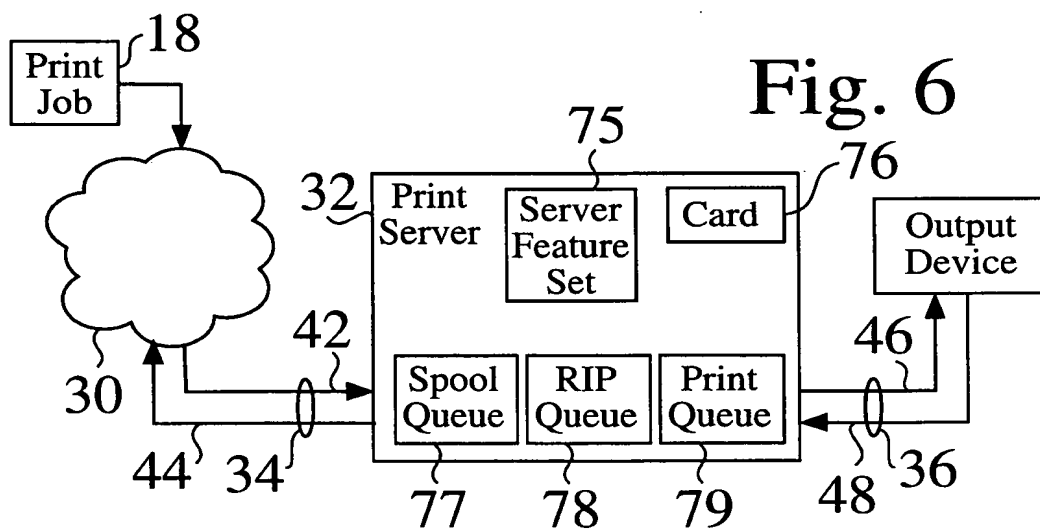 18
Print
Job
Fig. 6
75
76
32
Print
Server
Server
Feature
Set
Card
Output
Device
30
42
46
Spool
Queue
RIP
Queue
Print
Queue
44
34
77
78
79
48
36